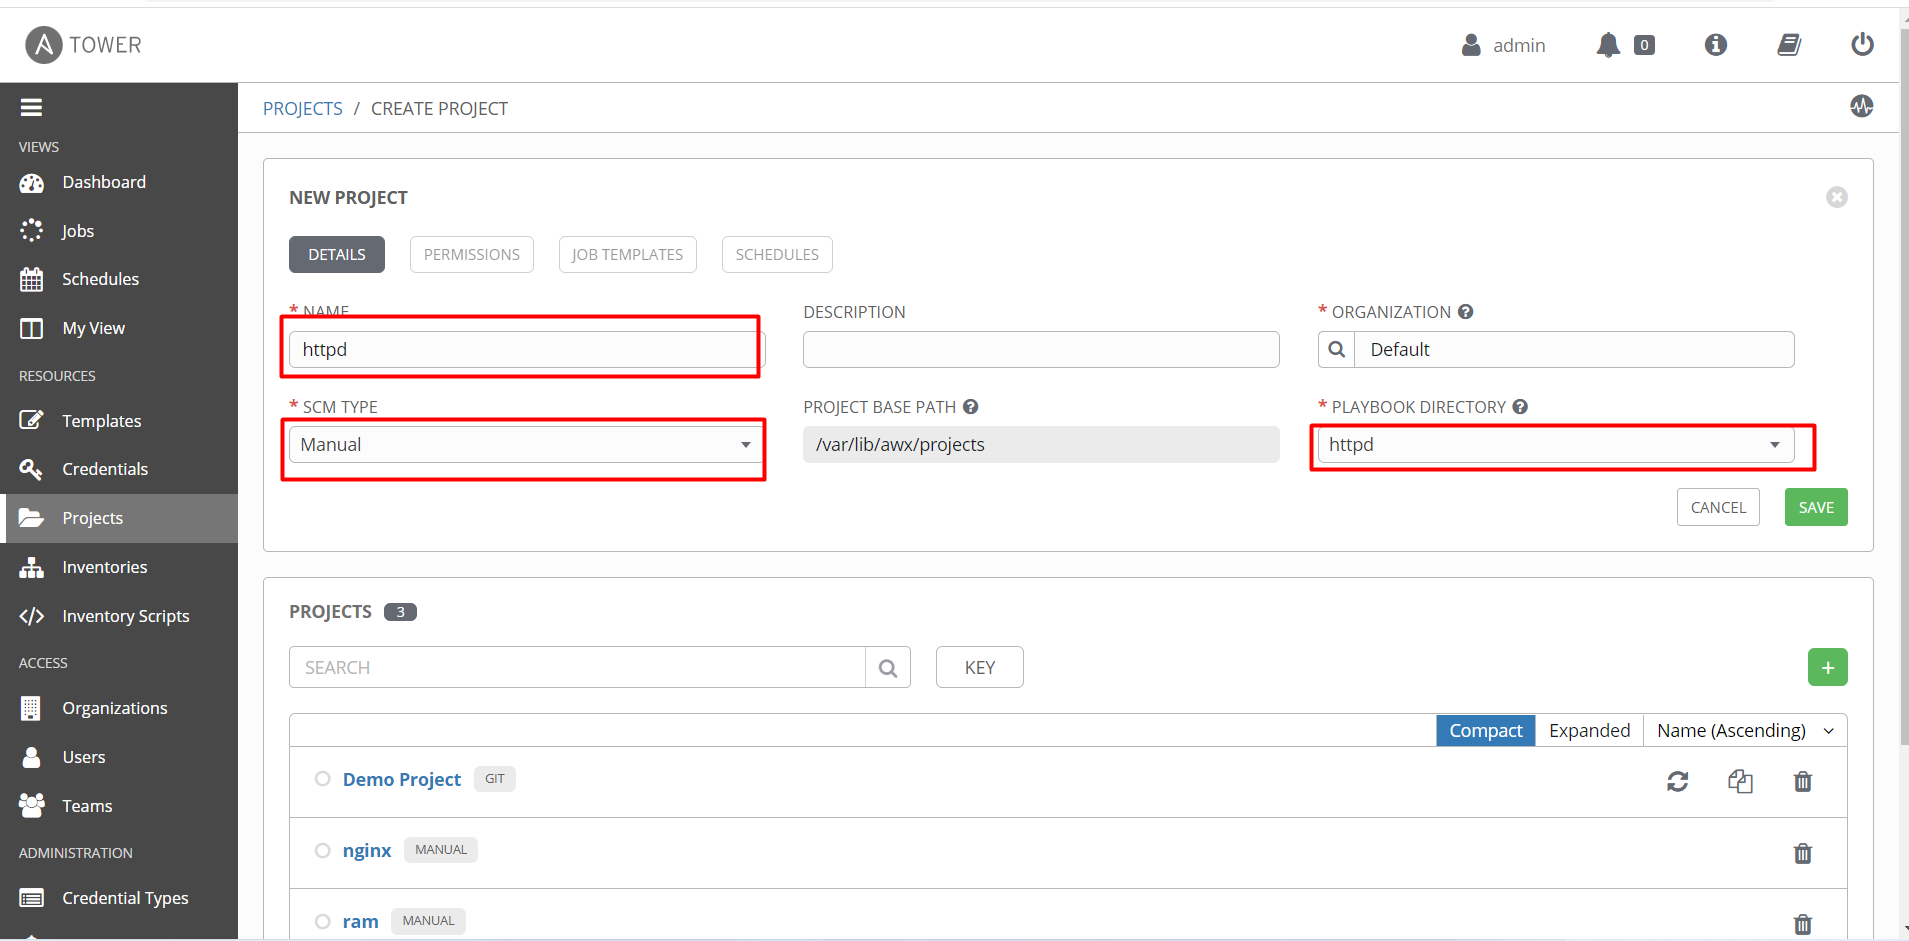 TOWER
admin
0
PROJECTS / CREATE PROJECT
VIEWS
Dashboard
Jobs
Schedules
My View
RESOURCES
Templates
Credentials
Projects
Inventories
Inventory Scripts
ACCESS
Organizations
Users
Teams
ADMINISTRATION
Credential Types
NEW PROJECT
DETAILS PERMISSIONS JOB TEMPLATES SCHEDULES
* NAME DESCRIPTION * ORGANIZATION
httpd Default
* SCM TYPE PROJECT BASE PATH * PLAYBOOK DIRECTORY
Manual /var/lib/awx/projects httpd
CANCEL SAVE
PROJECTS 3
SEARCH KEY +
Compact Expanded Name (Ascending)
Demo Project GIT
nginx MANUAL
ram MANUAL